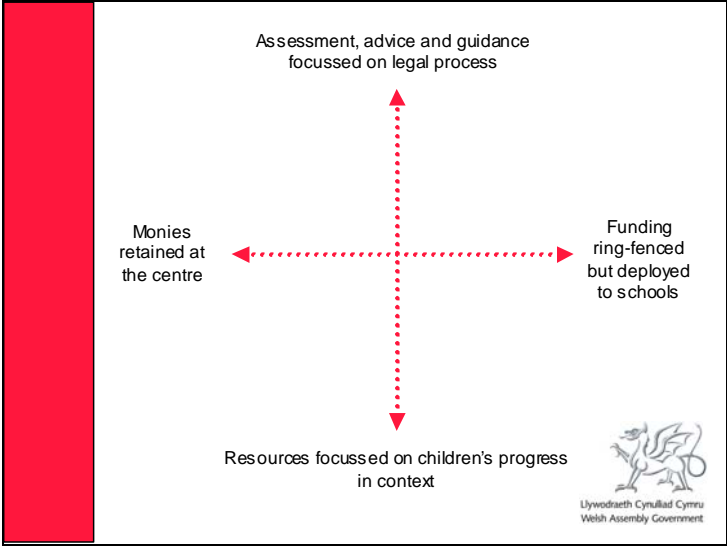 Assessment, advice and guidance
focussed on legal process
Monies
retained at
the centre
Funding
ring-fenced
but deployed
to schools
Resources focussed on children's progress
in context
Llywodraeth Cynulliad Cymru
Welsh Assembly Government